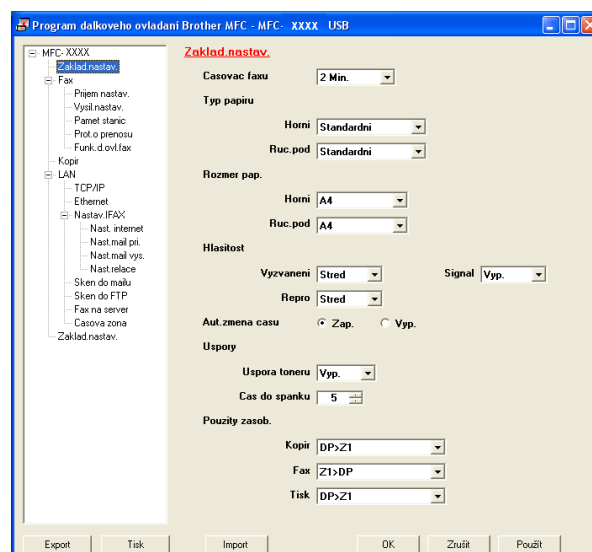 Program dalkoveho ovladani Brother MFC - MFC- XXXX USB
MFC- XXXX
Zaklad.nastav.
Fax
Prijem nastav.
Vysil.nastav.
Pamet stanic
Prot.o prenosu
Funk.d.ovl.fax
Kopir
LAN
TCP/IP
Ethernet
Nastav.IFAX
Nast. internet
Nast.mail pri.
Nast.mail vys.
Nast.relace
Sken do mailu
Sken do FTP
Fax na server
Casova zona
Zaklad.nastav.
Zaklad.nastav.
Casovac faxu 2 Min.
Typ papiru
Horni Standardni
Ruc.pod Standardni
Rozmer pap.
Horni A4
Ruc.pod A4
Hlasitost
Vyzvaneni Stred Signal Vyp.
Repro Stred
Aut.zmena casu Zap. Vyp.
Uspory
Uspora toneru Vyp.
Cas do spanku 5
Pouzity zasob.
Kopir DP>Z1
Fax Z1>DP
Tisk DP>Z1
Export Tisk Import OK Zrušit Použít